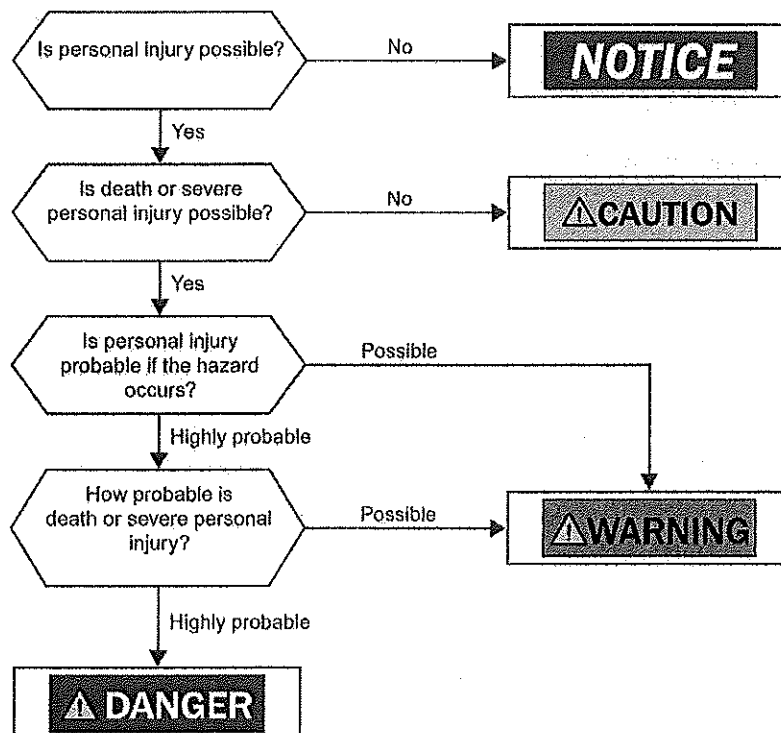 Is personal injury possible?
No
NOTICE
Yes
Is death or severe
personal injury possible?
No
⚠CAUTION
Yes
Is personal injury
probable if the hazard
occurs?
Possible
Highly probable
How probable is
death or severe personal
injury?
Possible
⚠WARNING
Highly probable
⚠ DANGER